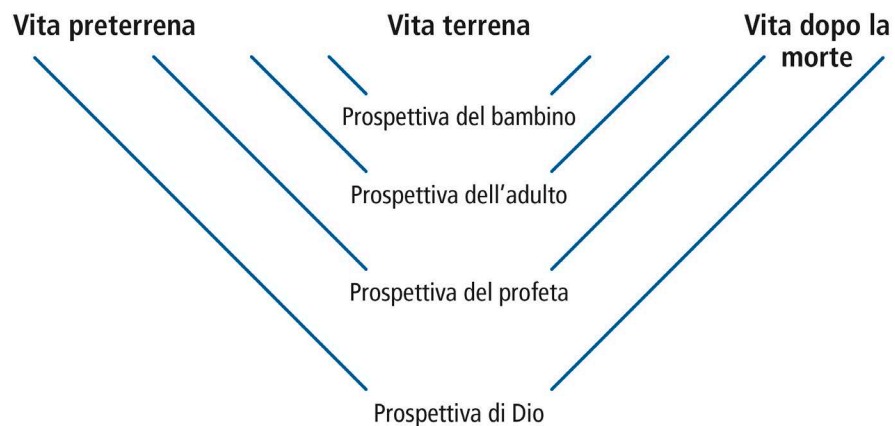 Vita preterrena
Vita terrena
Vita dopo la
morte
Prospettiva del bambino
Prospettiva dell’adulto
Prospettiva del profeta
Prospettiva di Dio